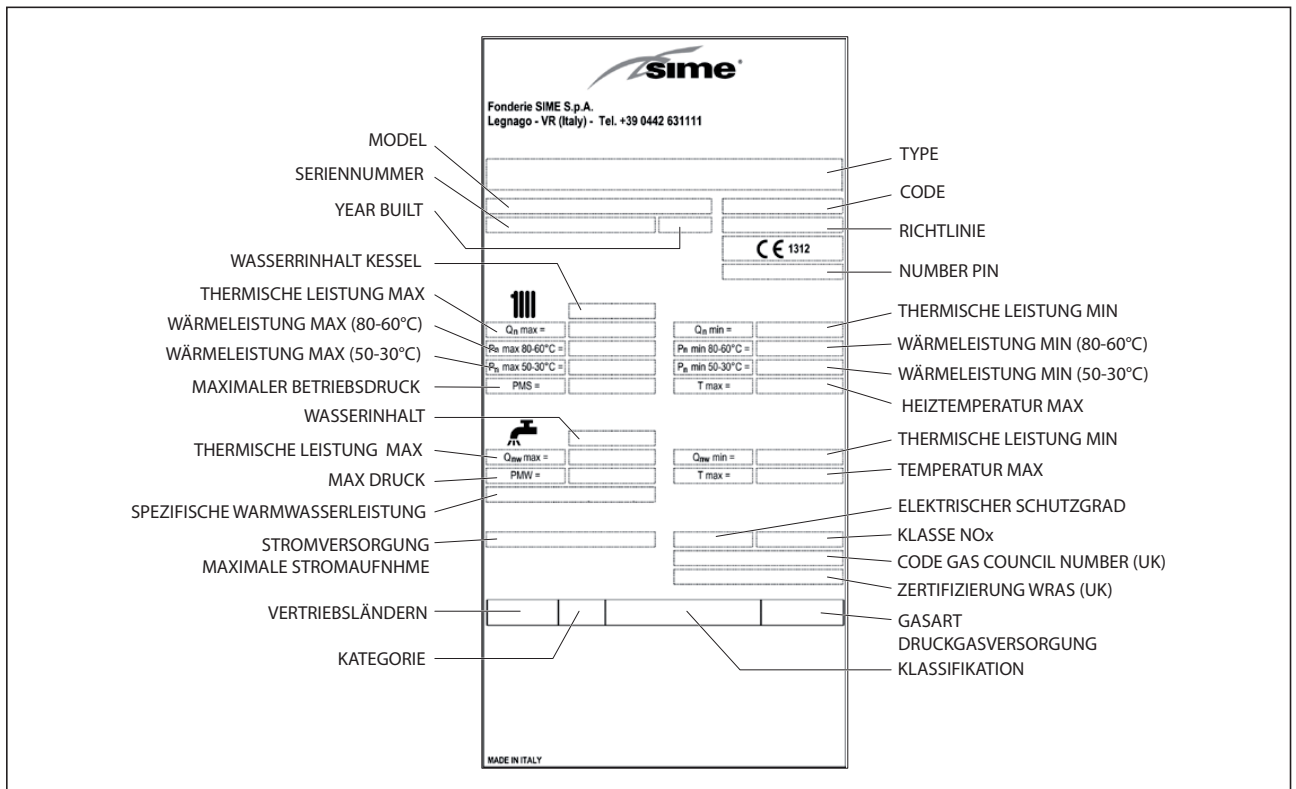 sime®
Fonderie SIME S.p.A.
Legnago - VR (Italy) - Tel. +39 0442 631111
MODEL
SERIENNUMMER
YEAR BUILT
WASSERRINHALT KESSEL
THERMISCHE LEISTUNG MAX
WÄRMELEISTUNG MAX (80-60°C)
WÄRMELEISTUNG MAX (50-30°C)
MAXIMALER BETRIEBSDRUCK
WASSERINHALT
THERMISCHE LEISTUNG MAX
MAX DRUCK
SPEZIFISCHE WARMWASSERLEISTUNG
STROMVERSORGUNG
MAXIMALE STROMAUFNHME
VERTRIEBSLÄNDERN
KATEGORIE
CE 1312
Qn max =
Pn max 80-60°C =
Pn max 50-30°C =
PMS =
Qn min =
Pn min 80-60°C =
Pn min 50-30°C =
T max =
Qnw max =
PMW =
Qnw min =
T max =
MADE IN ITALY
TYPE
CODE
RICHTLINIE
NUMBER PIN
THERMISCHE LEISTUNG MIN
WÄRMELEISTUNG MIN (80-60°C)
WÄRMELEISTUNG MIN (50-30°C)
HEIZTEMPERATUR MAX
THERMISCHE LEISTUNG MIN
TEMPERATUR MAX
ELEKTRISCHER SCHUTZGRAD
KLASSE NOx
CODE GAS COUNCIL NUMBER (UK)
ZERTIFIZIERUNG WRAS (UK)
GASART
DRUCKGASVERSORGUNG
KLASSIFIKATION